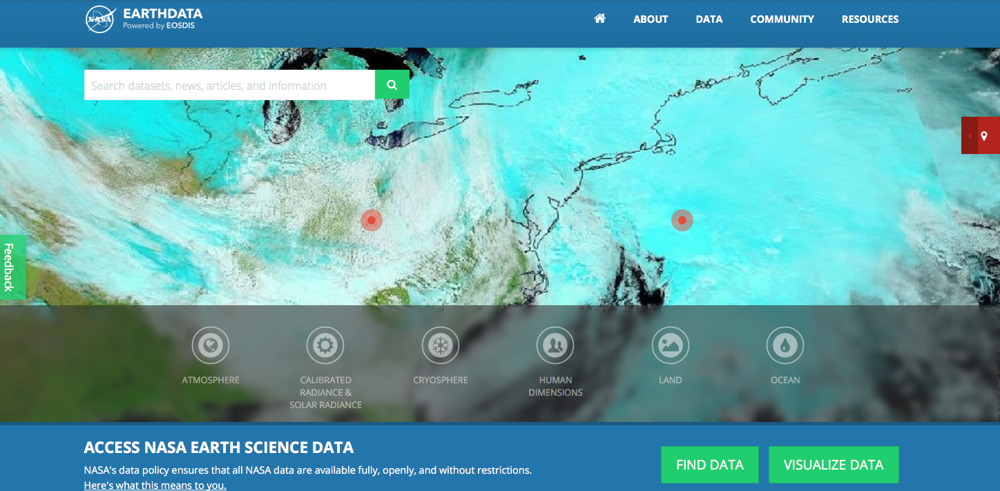 NASA
EARTHDATA
Powered by EOSDIS
ABOUT
DATA
COMMUNITY
RESOURCES
Search datasets, news, articles, and information
Feedback
ATMOSPHERE
CALIBRATED
RADIANCE &
SOLAR RADIANCE
CRYOSPHERE
HUMAN
DIMENSIONS
LAND
OCEAN
ACCESS NASA EARTH SCIENCE DATA
NASA's data policy ensures that all NASA data are available fully, openly, and without restrictions.
Here's what this means to you.
FIND DATA
VISUALIZE DATA